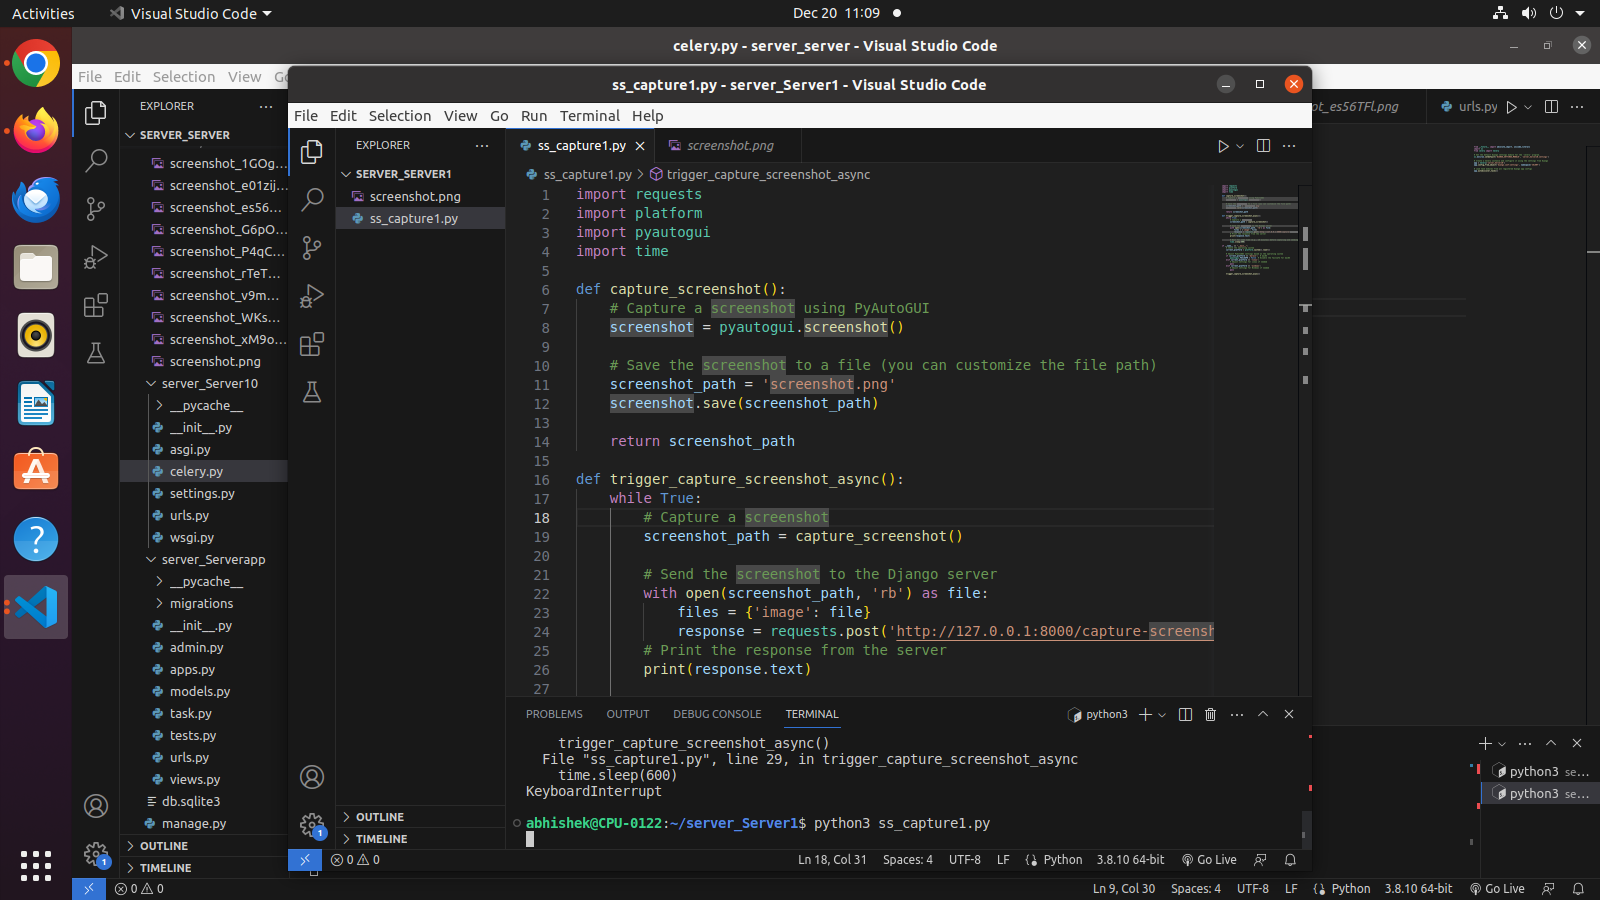 Activities
Visual Studio Code
Dec 20 11:09
celery.py - server_server - Visual Studio Code
File Edit Selection View
ss_capture1.py - server_Server1 - Visual Studio Code
File Edit Selection View Go Run Terminal Help
EXPLORER
SERVER_SERVER
screenshot_1GOg...
screenshot_e01zij...
screenshot_es56...
screenshot_G6pO...
screenshot_P4qC...
screenshot_rTeT...
screenshot_v9m...
screenshot_WKs...
screenshot_xM9o...
screenshot.png
server_Server10
__pycache__
__init__.py
asgi.py
celery.py
settings.py
urls.py
wsgi.py
server_Serverapp
__pycache__
migrations
__init__.py
admin.py
apps.py
models.py
task.py
tests.py
urls.py
views.py
db.sqlite3
manage.py
OUTLINE
TIMELINE
EXPLORER
SERVER_SERVER1
screenshot.png
ss_capture1.py
OUTLINE
TIMELINE
ss_capture1.py
screenshot.png
ss_capture1.py > trigger_capture_screenshot_async
1 import requests
2 import platform
3 import pyautogui
4 import time
5
6 def capture_screenshot():
7 # Capture a screenshot using PyAutoGUI
8 screenshot = pyautogui.screenshot()
9
10 # Save the screenshot to a file (you can customize the file path)
11 screenshot_path = 'screenshot.png'
12 screenshot.save(screenshot_path)
13
14 return screenshot_path
15
16 def trigger_capture_screenshot_async():
17 while True:
18 # Capture a screenshot
19 screenshot_path = capture_screenshot()
20
21 # Send the screenshot to the Django server
22 with open(screenshot_path, 'rb') as file:
23 files = {'image': file}
24 response = requests.post('http://127.0.0.1:8000/capture-screensh
25 # Print the response from the server
26 print(response.text)
27
PROBLEMS OUTPUT DEBUG CONSOLE TERMINAL
python3
trigger_capture_screenshot_async()
File "ss_capture1.py", line 29, in trigger_capture_screenshot_async
time.sleep(600)
KeyboardInterrupt
abhishek@CPU-0122:~/server_Server1$ python3 ss_capture1.py
0 0 Ln 18, Col 31 Spaces: 4 UTF-8 LF Python 3.8.10 64-bit Go Live
ot_es56TFl.png
urls.py
python3 se...
python3 se...
1
1
0 0 Ln 9, Col 30 Spaces: 4 UTF-8 LF Python 3.8.10 64-bit Go Live